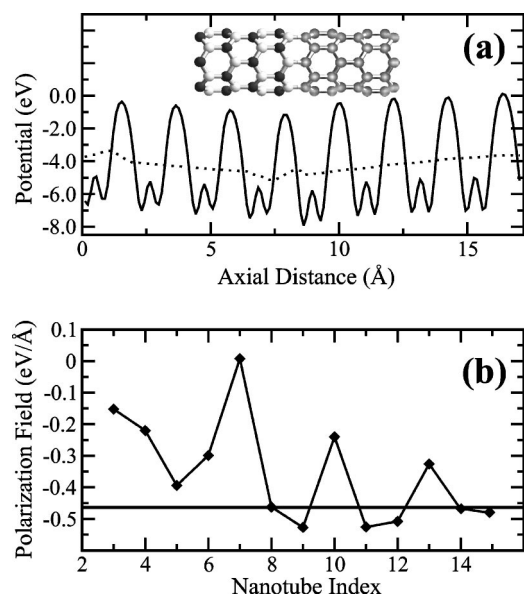 (a)
0.0
-2.0
-4.0
-6.0
-8.0
Potential (eV)
0 5 10 15
Axial Distance (Å)
(b)
0.1
0
-0.1
-0.2
-0.3
-0.4
-0.5
Polarization Field (eV/Å)
2 4 6 8 10 12 14
Nanotube Index